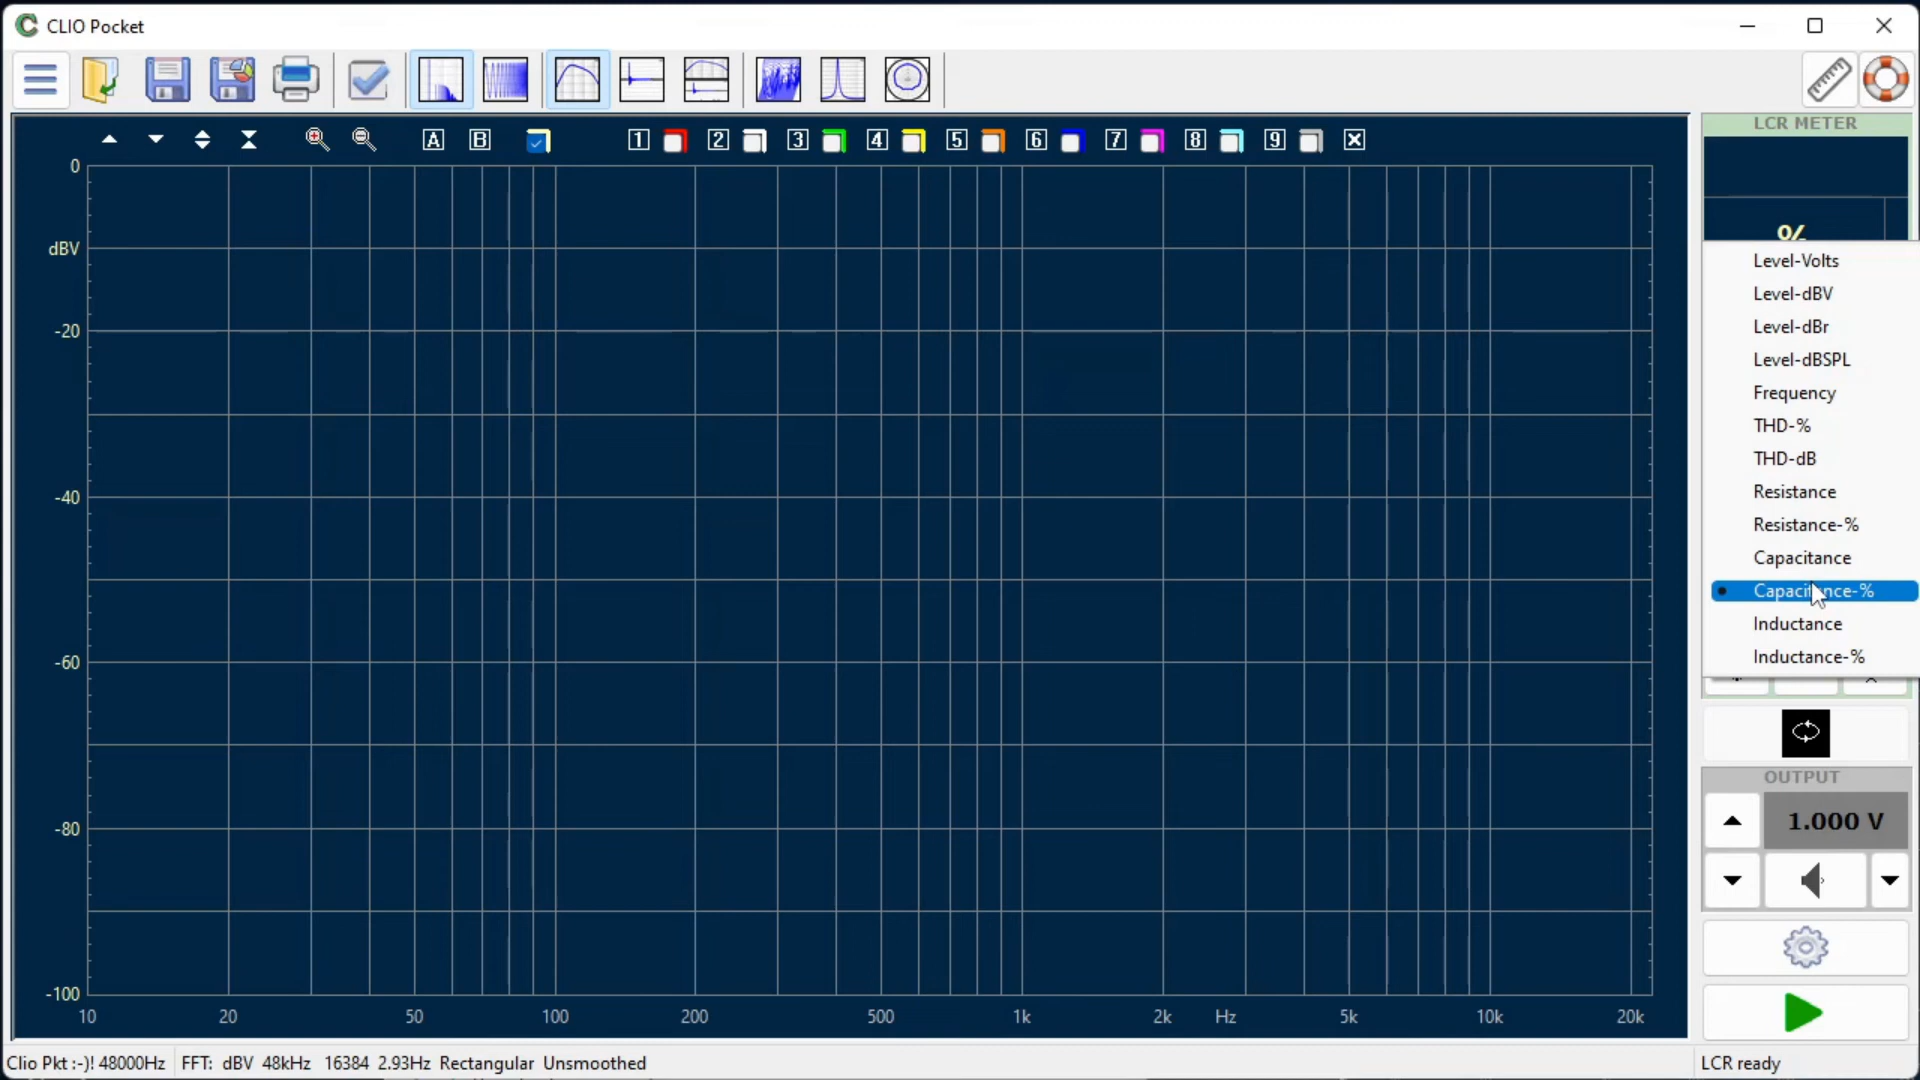 CLIO Pocket
LCR METER
A B 1 2 3 4 5 6 7 8 9 X
%
0
dBV
-20
-40
-60
-80
-100
10 20 50 100 200 500 1k 2k Hz 5k 10k 20k
Level-Volts
Level-dBV
Level-dBr
Level-dBSPL
Frequency
THD-%
THD-dB
Resistance
Resistance-%
Capacitance
Capacitance-%
Inductance
Inductance-%
OUTPUT
1.000 V
Clio Pkt :-)! 48000Hz FFT: dBV 48kHz 16384 2.93Hz Rectangular Unsmoothed
LCR ready